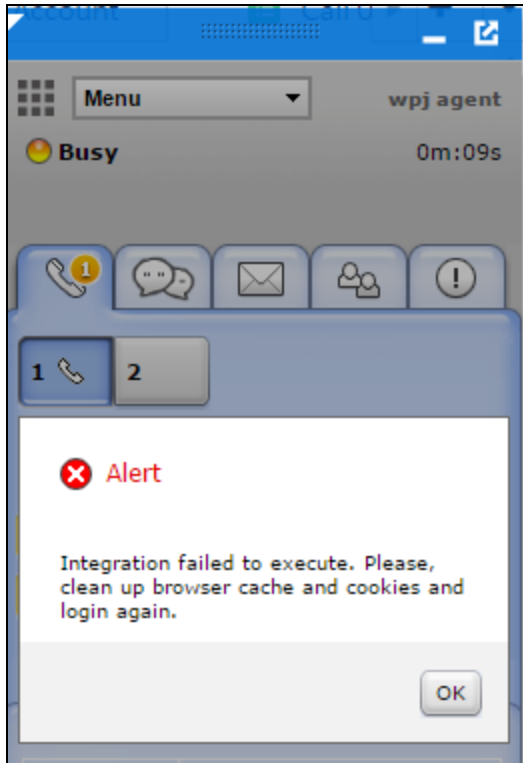 Account
Menu
wpj agent
Busy
0m:09s
1
1
2
Alert
Integration failed to execute. Please,
clean up browser cache and cookies and
login again.
OK